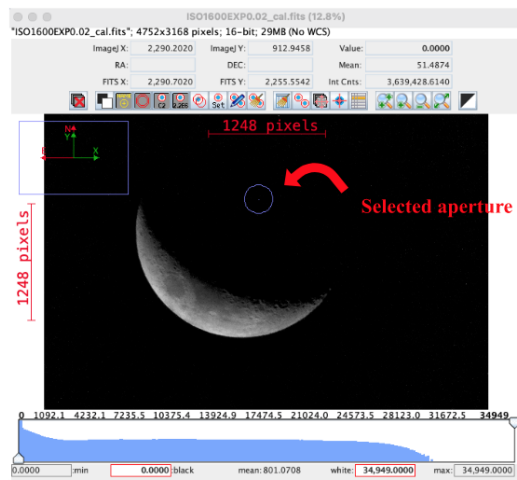 ISO1600EXP0.02_cal.fits (12.8%)
"ISO1600EXP0.02_cal.fits"; 4752x3168 pixels; 16-bit; 29MB (No WCS)
ImageJ X: 2,290.2020 ImageJ Y: 912.9458 Value: 0.0000
RA: DEC: Mean: 51.4874
FITS X: 2,290.7020 FITS Y: 2,255.5542 Int Cnts: 3,639,428.6140
Set
1248 pixels
N
Y
X
Selected aperture
1248 pixels
0 1092.1 4232.1 7235.5 10375.4 13924.9 17474.5 21024.0 24573.5 28123.0 31672.5 34949
0.0000 :min 0.0000 :black mean: 801.0708 white: 34,949.0000 max: 34,949.0000